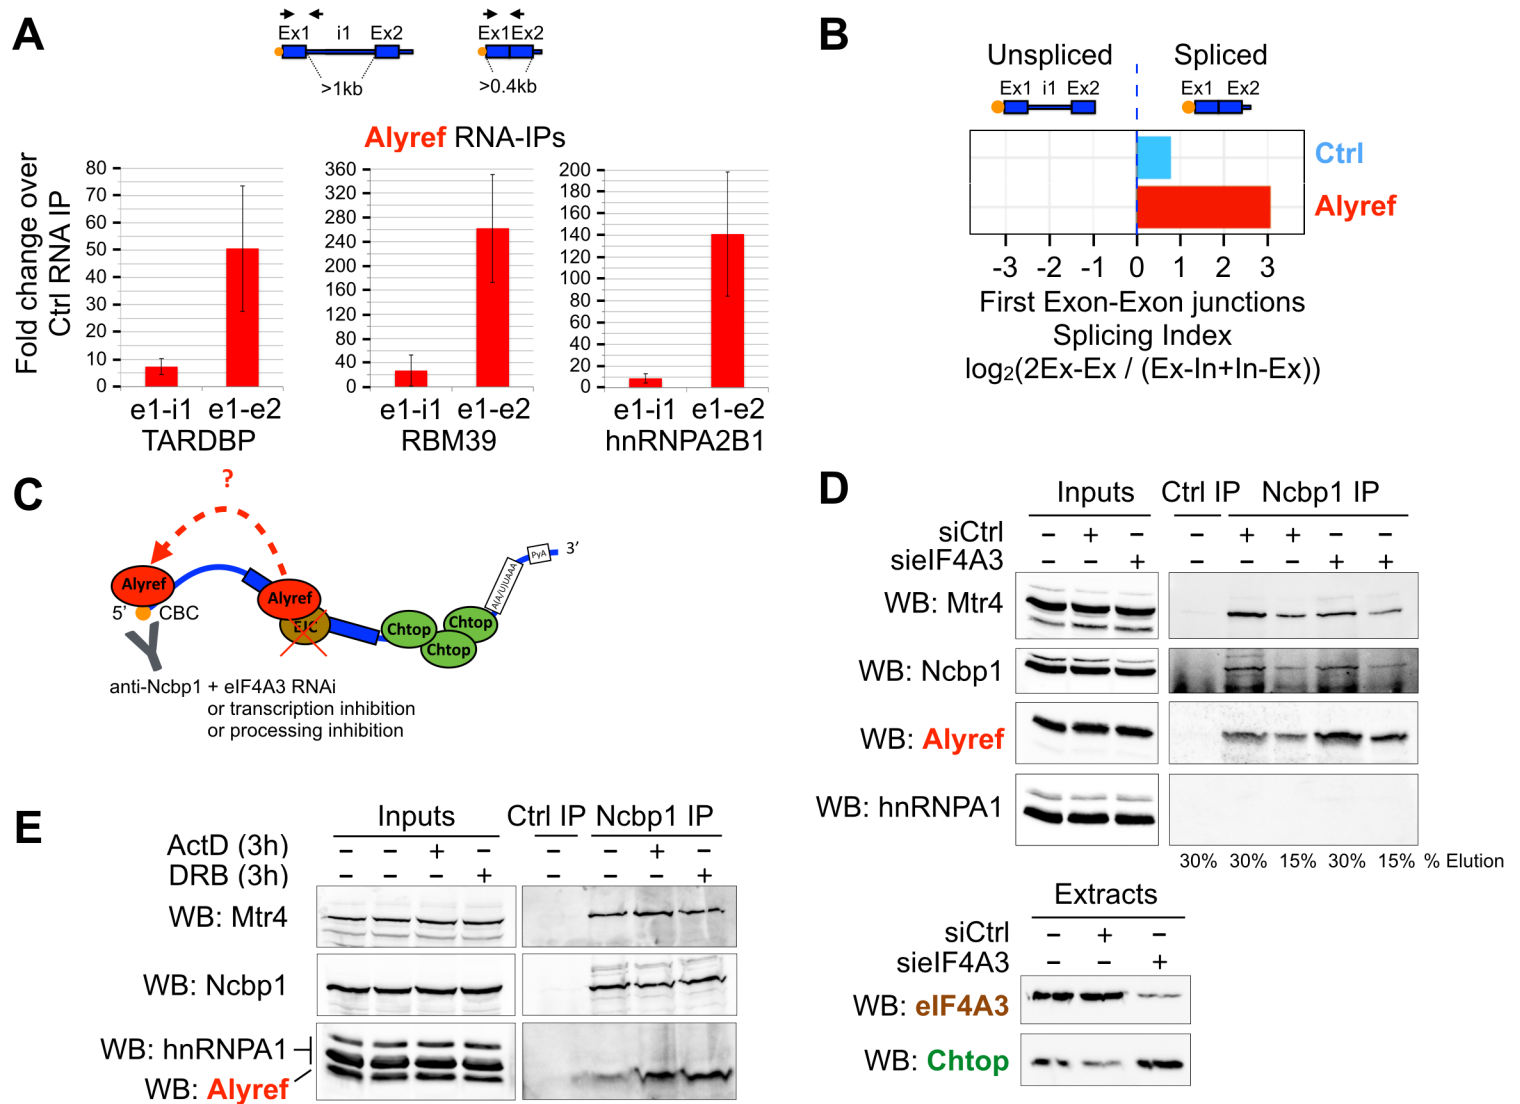 A
Ex1 i1 Ex2
Ex1 Ex2
>1kb
>0.4kb
Alyref RNA-IPs
Fold change over
Ctrl RNA IP
80
70
60
50
40
30
20
10
0
e1-i1 e1-e2
TARDBP
360
320
280
240
200
160
120
80
40
0
e1-i1 e1-e2
RBM39
200
180
160
140
120
100
80
60
40
20
0
e1-i1 e1-e2
hnRNPA2B1
B
Unspliced Spliced
Ex1 i1 Ex2
Ex1 Ex2
Ctrl
Alyref
-3 -2 -1 0 1 2 3
First Exon-Exon junctions
Splicing Index
log₂(2Ex-Ex / (Ex-In+In-Ex))
C
?
Alyref
5' CBC
Alyref
EJC
Chtop
Chtop
Chtop
A(A/U)UAAA
PyA
3'
anti-Ncbp1 + eIF4A3 RNAi
or transcription inhibition
or processing inhibition
D
Inputs Ctrl IP Ncbp1 IP
siCtrl – + – – + + – –
sieIF4A3 – – + – – – + +
WB: Mtr4
WB: Ncbp1
WB: Alyref
WB: hnRNPA1
30% 30% 15% 30% 15% % Elution
Extracts
siCtrl – + –
sieIF4A3 – – +
WB: eIF4A3
WB: Chtop
E
Inputs Ctrl IP Ncbp1 IP
ActD (3h) – – + – – – + –
DRB (3h) – – – + – – – +
WB: Mtr4
WB: Ncbp1
WB: hnRNPA1
WB: Alyref